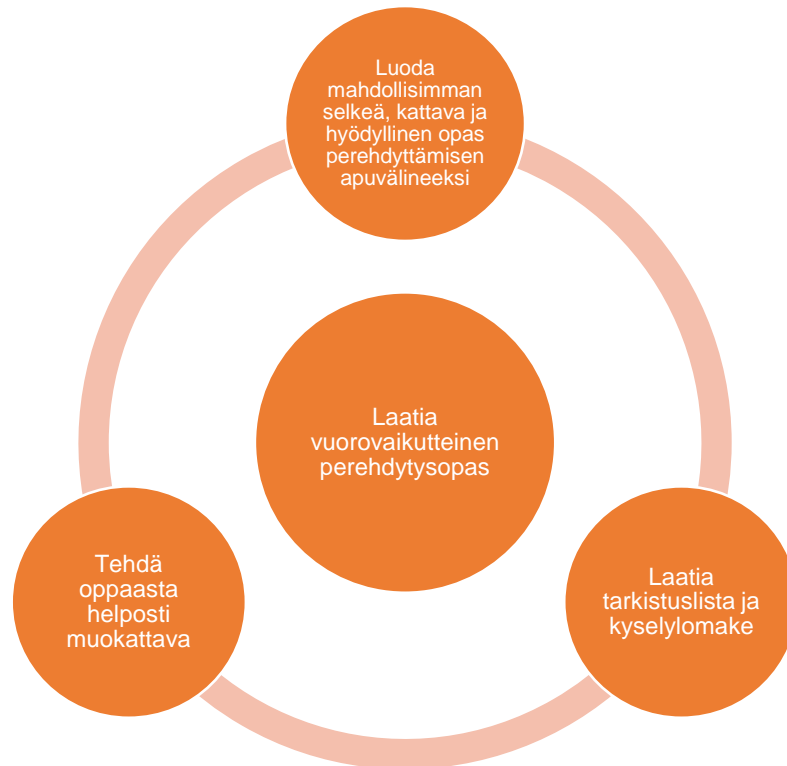 Luoda
mahdollisimman
selkeä, kattava ja
hyödyllinen opas
perehdyttämisen
apuvälineeksi
Laatia
vuorovaikutteinen
perehdytysopas
Tehdä
oppaasta
helposti
muokattava
Laatia
tarkistuslista ja
kyselylomake